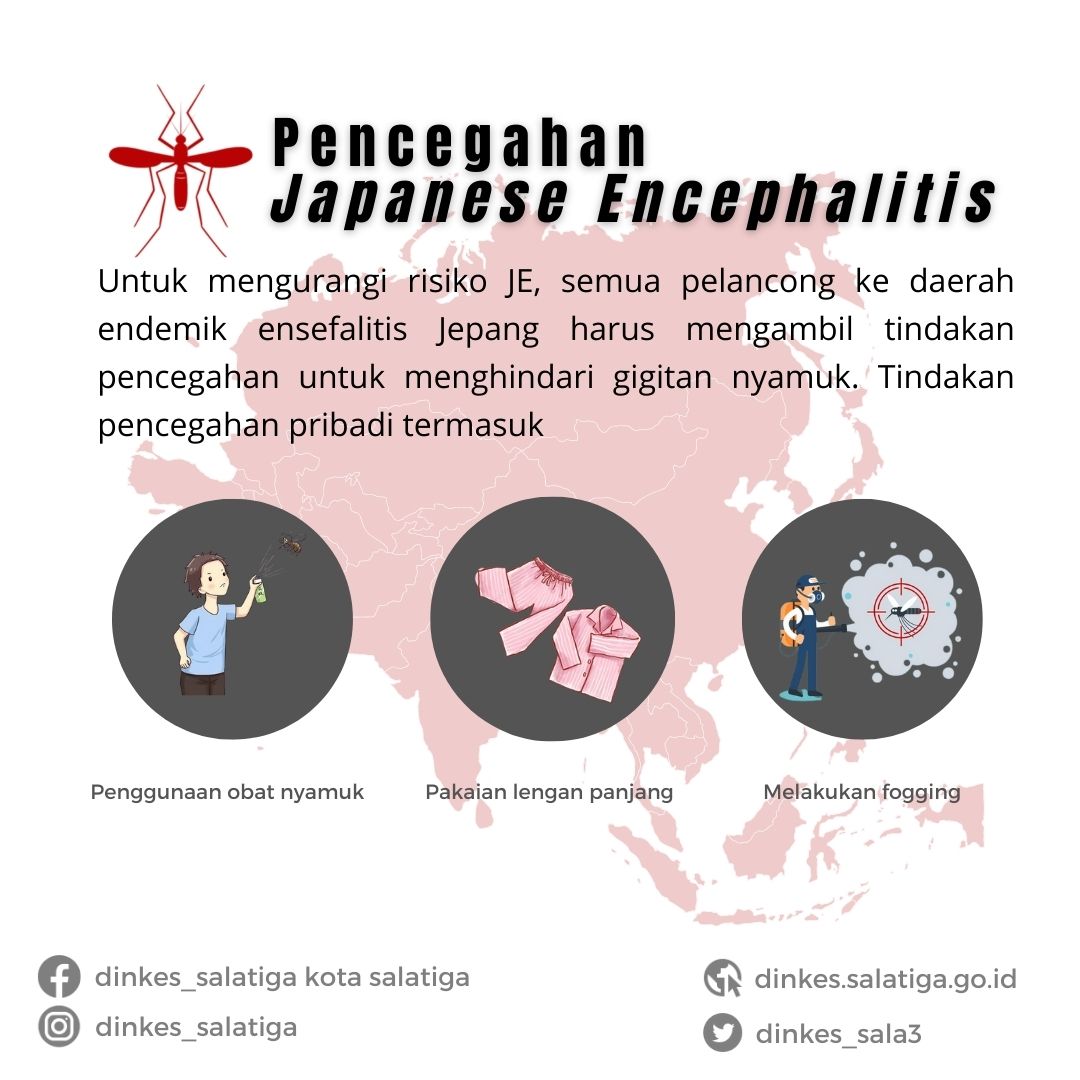 Pencegahan
Japanese Encephalitis
Untuk mengurangi risiko JE, semua pelancong ke daerah
endemik ensefalitis Jepang harus mengambil tindakan
pencegahan untuk menghindari gigitan nyamuk. Tindakan
pencegahan pribadi termasuk
Penggunaan obat nyamuk
Pakaian lengan panjang
Melakukan fogging
dinkes_salatiga kota salatiga
dinkes_salatiga
dinkes.salatiga.go.id
dinkes_sala3